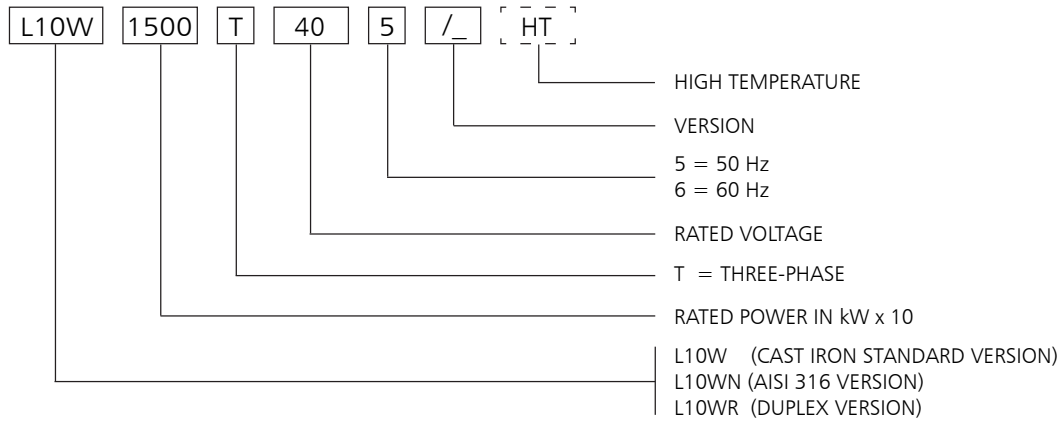 L10W 1500 T 40 5 /_ HT
HIGH TEMPERATURE
VERSION
5 = 50 Hz
6 = 60 Hz
RATED VOLTAGE
T = THREE-PHASE
RATED POWER IN kW x 10
L10W (CAST IRON STANDARD VERSION)
L10WN (AISI 316 VERSION)
L10WR (DUPLEX VERSION)